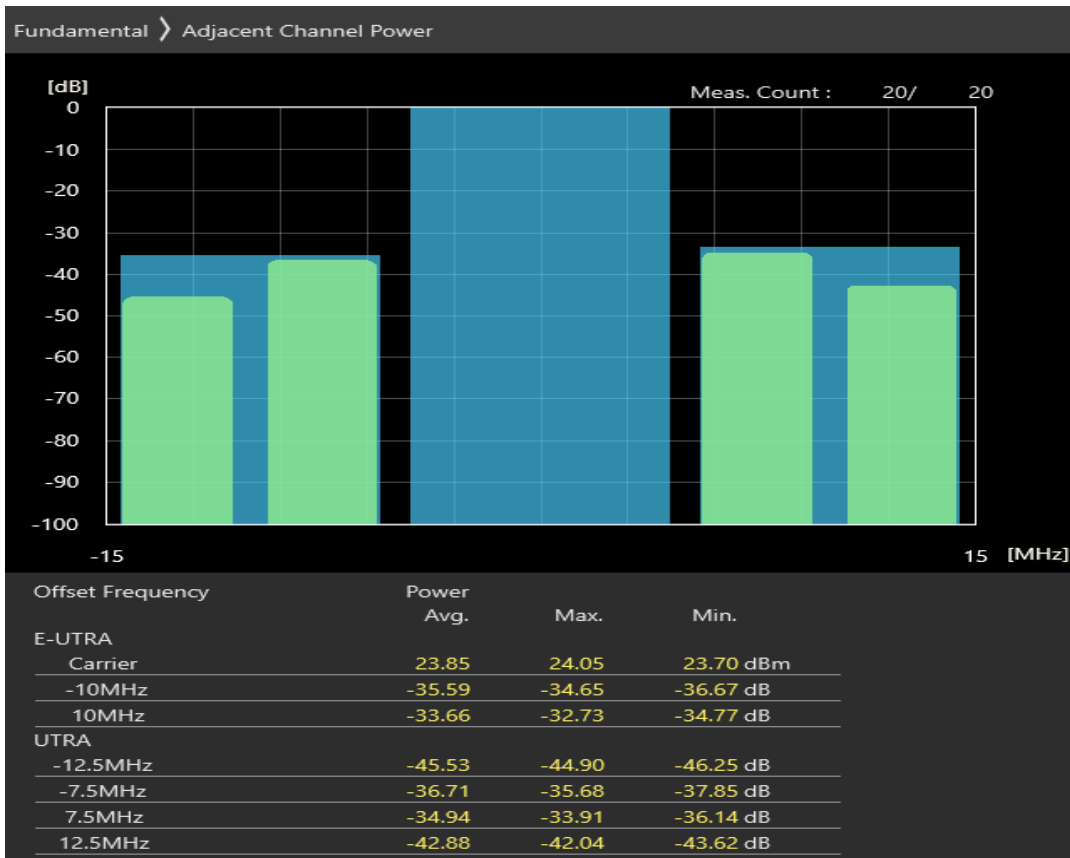 Fundamental 〉 Adjacent Channel Power
[dB]
Meas. Count : 20/ 20
0
-10
-20
-30
-40
-50
-60
-70
-80
-90
-100
-15 15 [MHz]
Offset Frequency Power
Avg. Max. Min.
E-UTRA
Carrier 23.85 24.05 23.70 dBm
-10MHz -35.59 -34.65 -36.67 dB
10MHz -33.66 -32.73 -34.77 dB
UTRA
-12.5MHz -45.53 -44.90 -46.25 dB
-7.5MHz -36.71 -35.68 -37.85 dB
7.5MHz -34.94 -33.91 -36.14 dB
12.5MHz -42.88 -42.04 -43.62 dB